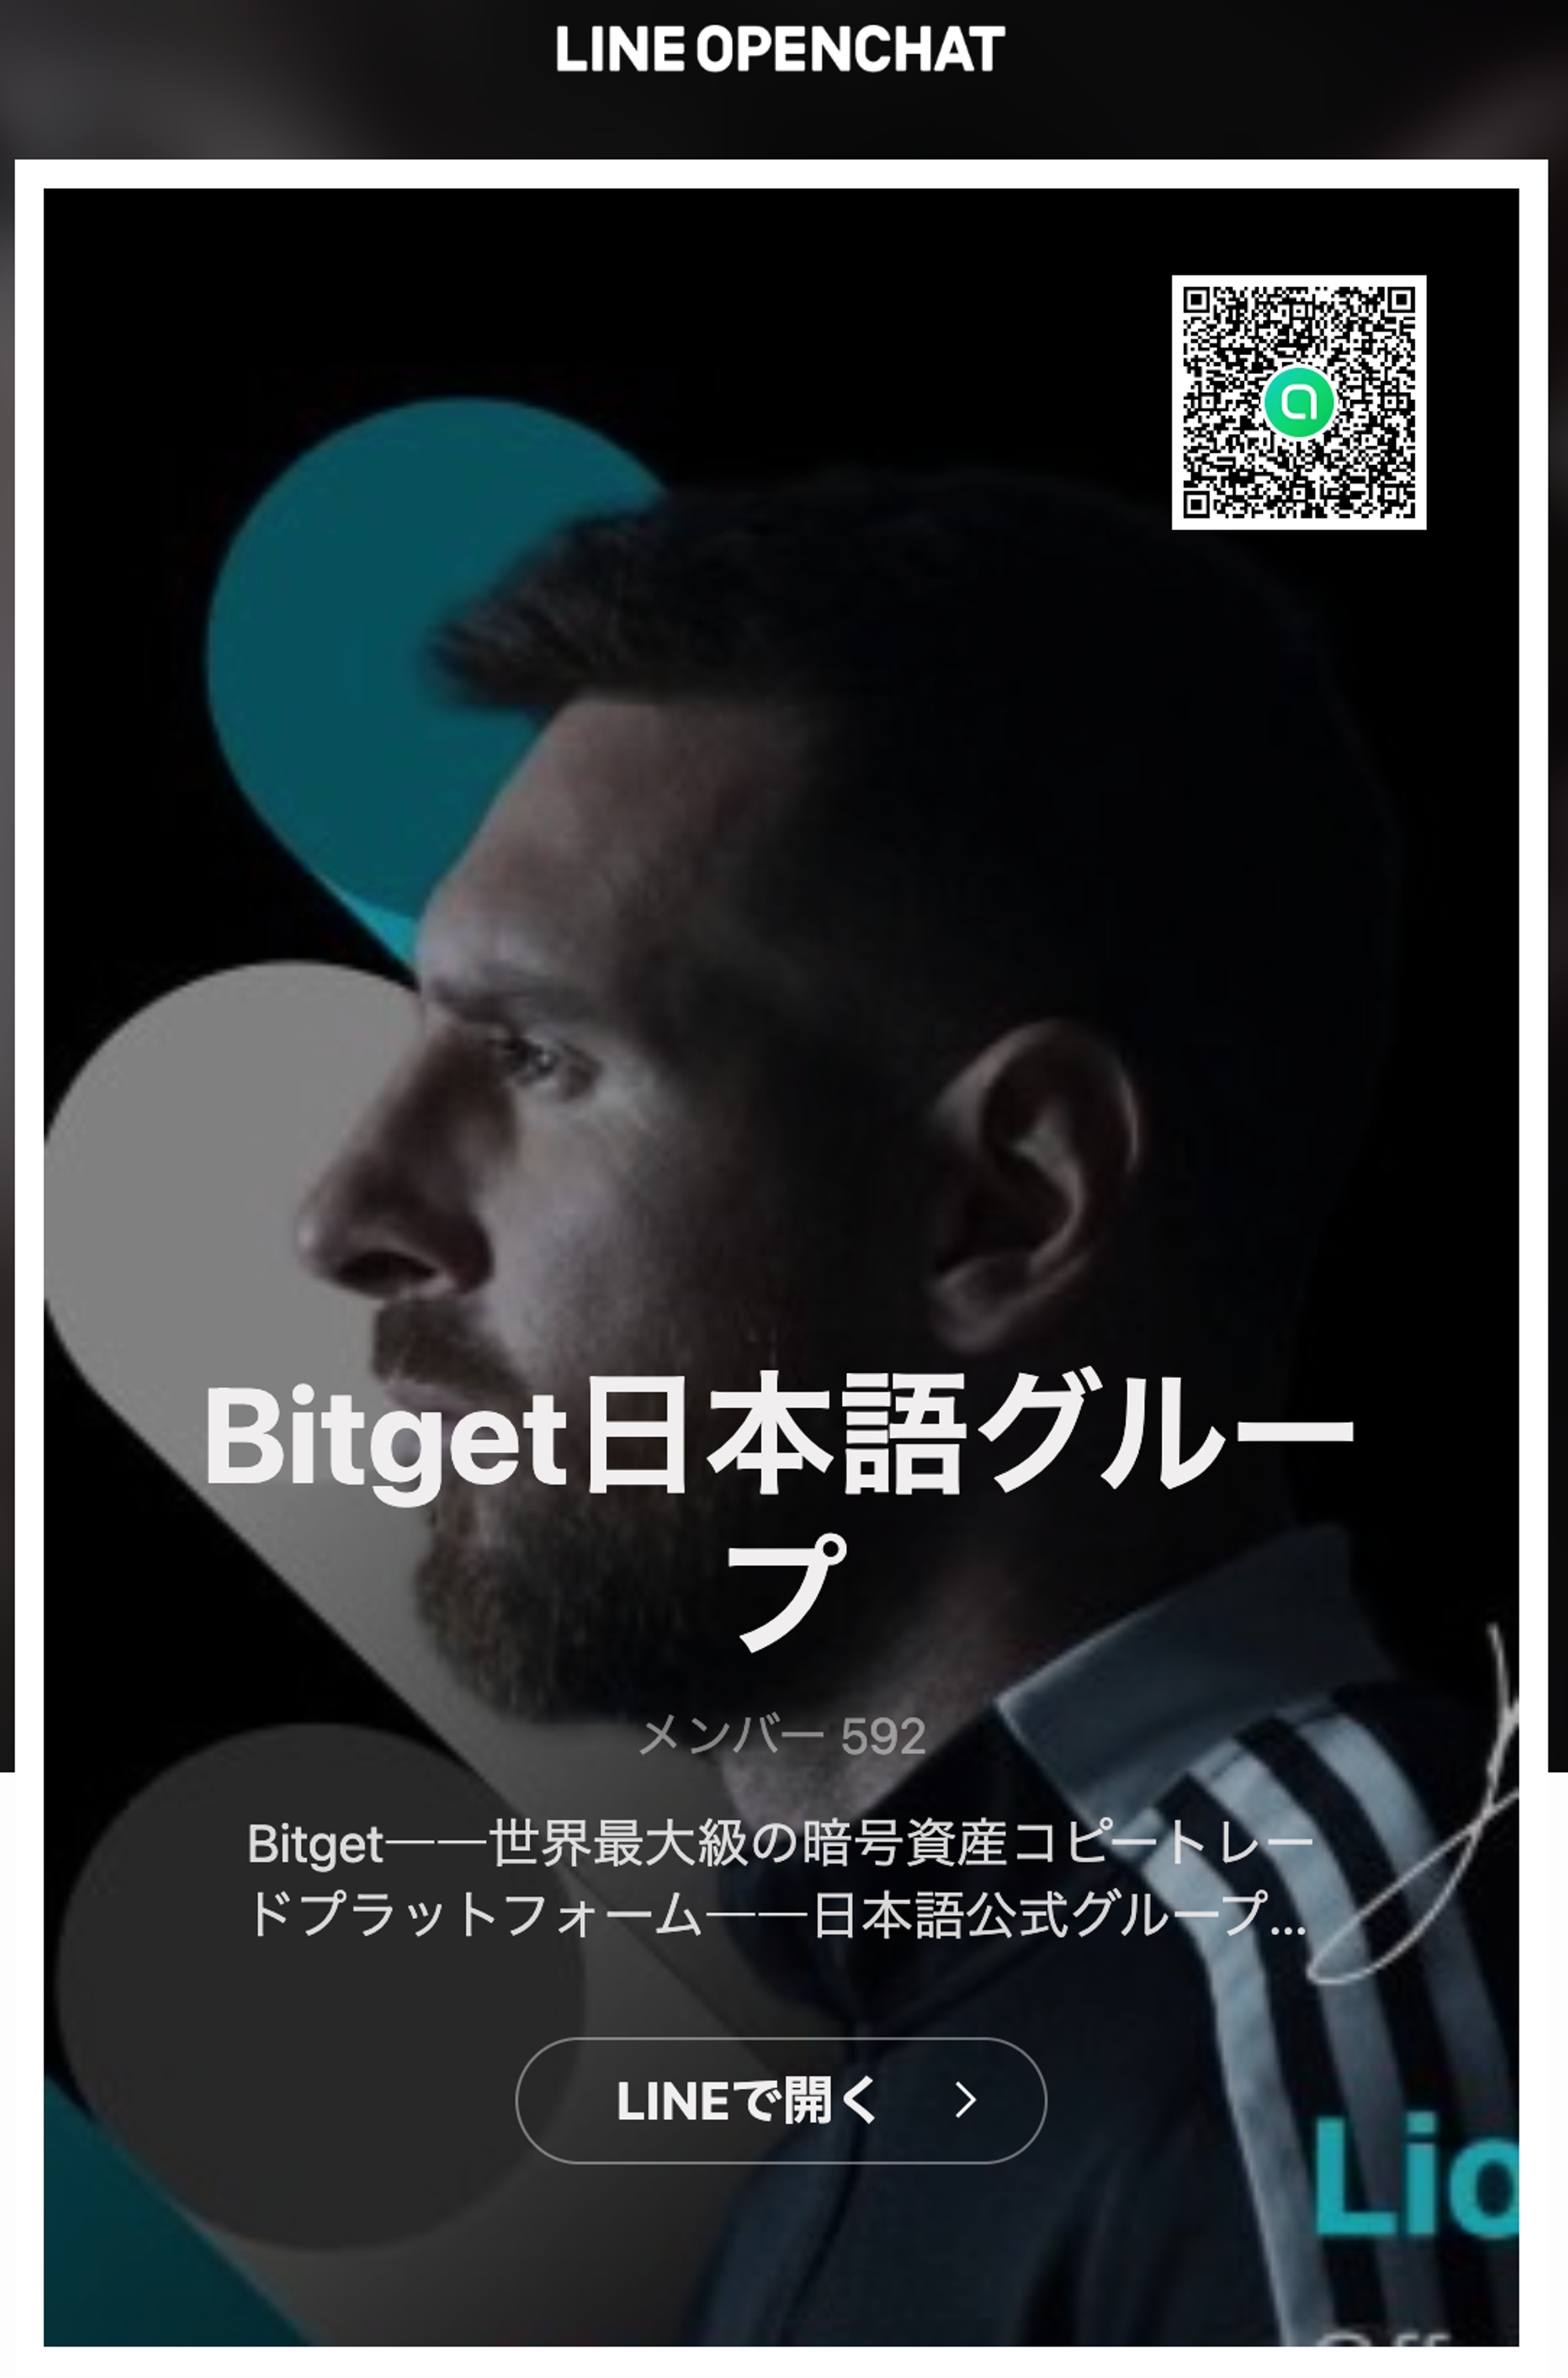 LINE OPENCHAT
Bitget日本語グルー
プ
メンバー 592
Bitget——世界最大級の暗号資産コピートレー
ドプラットフォーム——日本語公式グループ...
LINEで開く
Lio